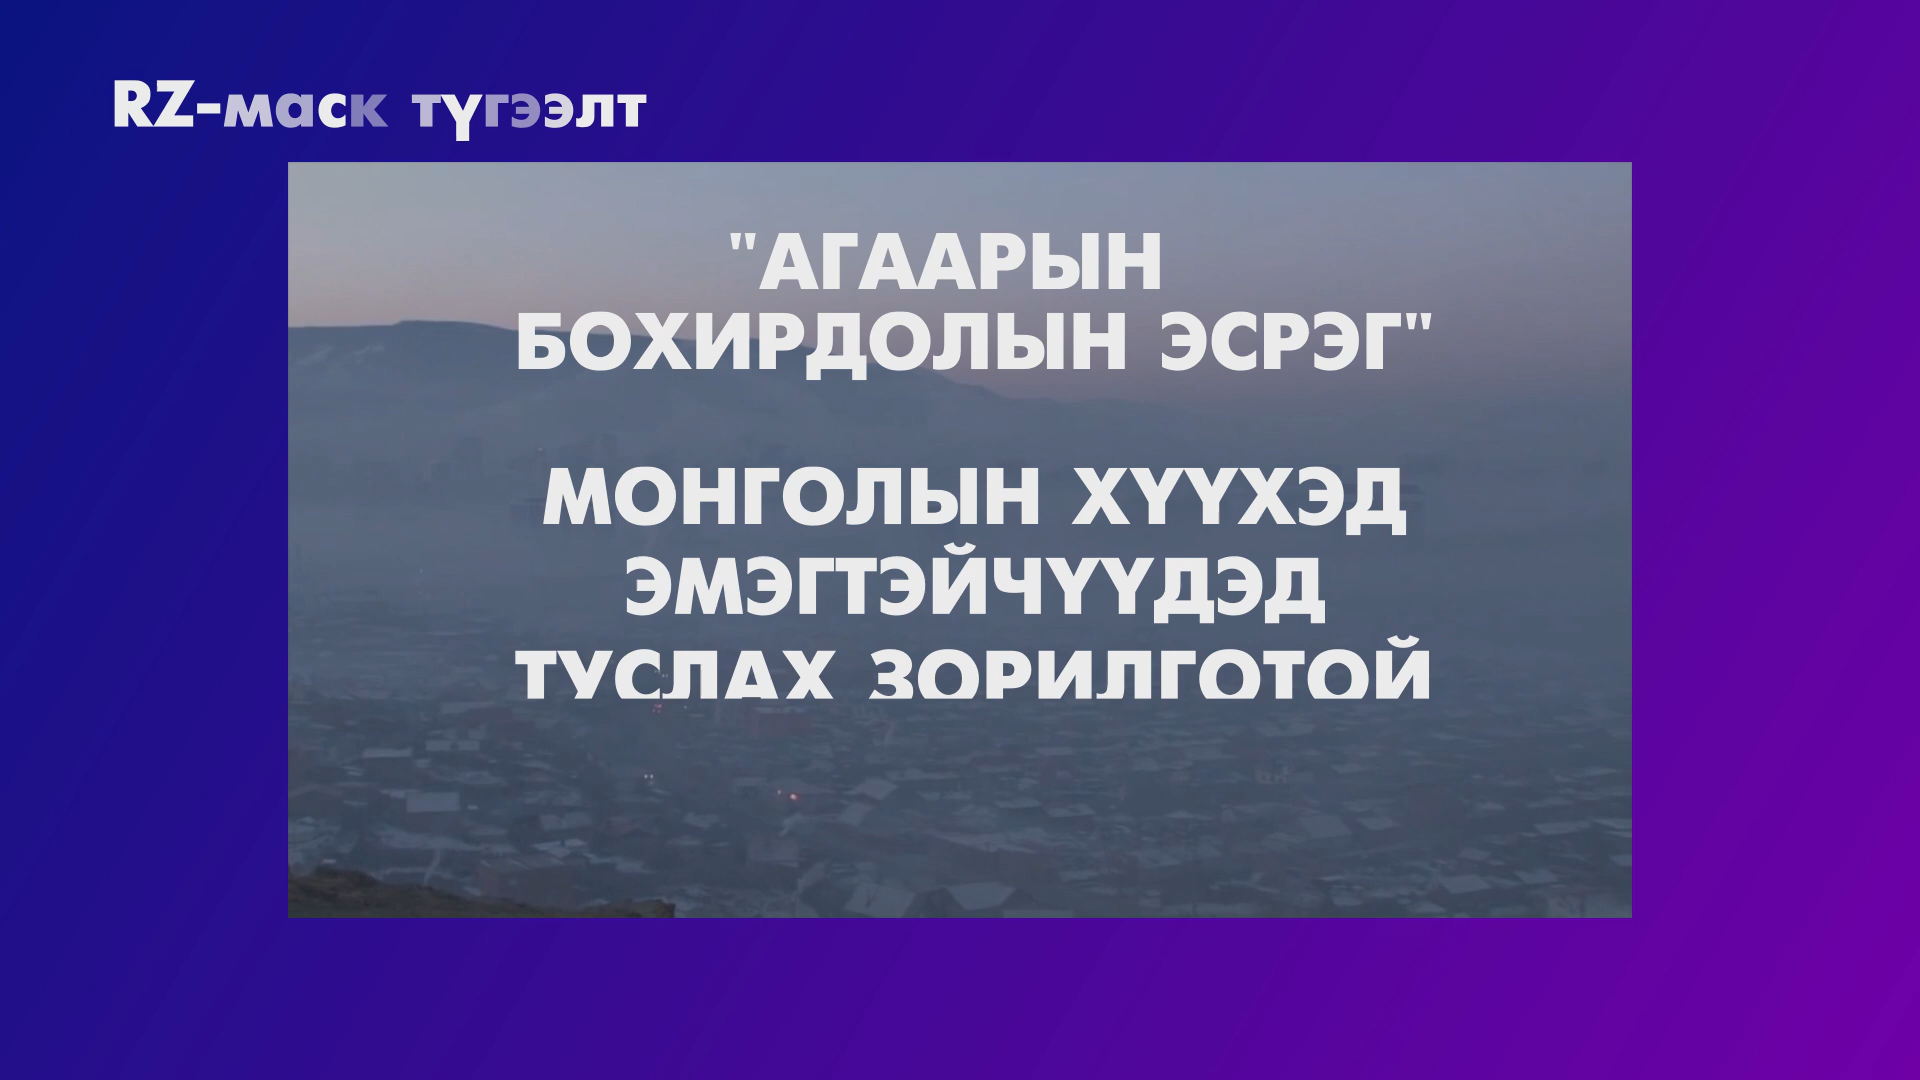 RZ-маск түгээлт
"АГААРЫН
БОХИРДОЛЫН ЭСРЭГ"
МОНГОЛЫН ХҮҮХЭД
ЭМЭГТЭЙЧҮҮДЭД
ТУСЛАХ ЗОРИЛГОТОЙ